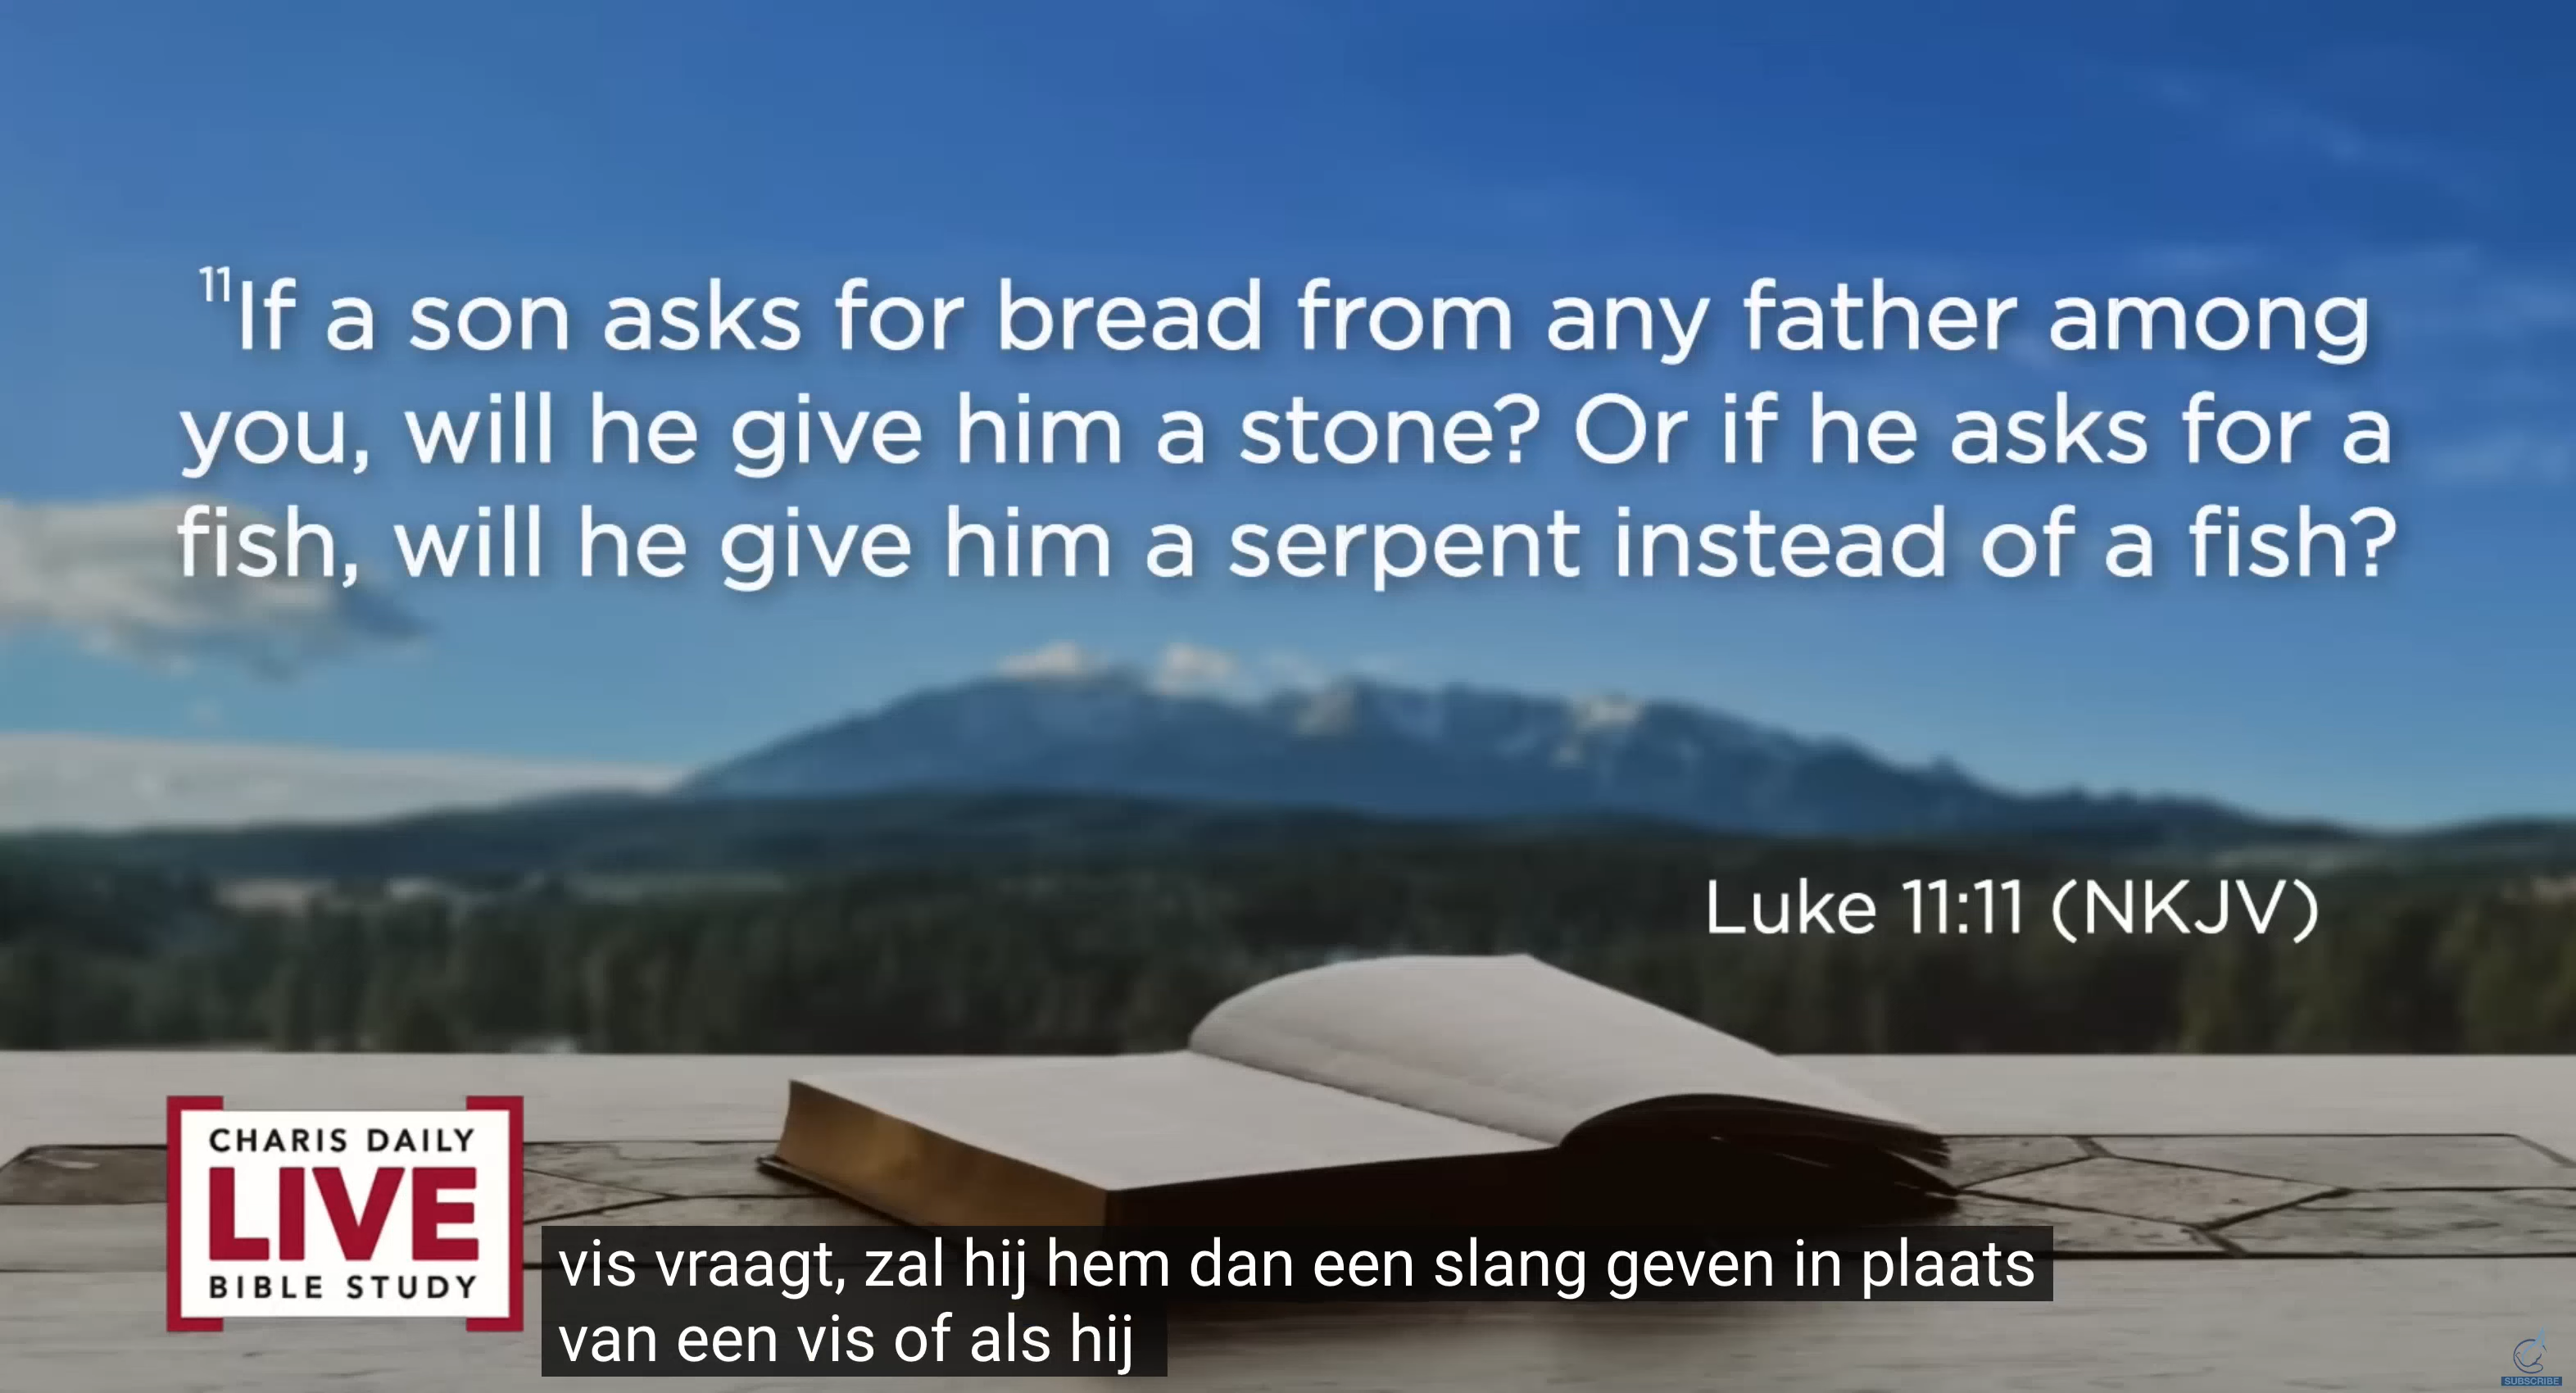 11If a son asks for bread from any father among
you, will he give him a stone? Or if he asks for a
fish, will he give him a serpent instead of a fish?
Luke 11:11 (NKJV)
CHARIS DAILY
LIVE
BIBLE STUDY
vis vraagt, zal hij hem dan een slang geven in plaats
van een vis of als hij
SUBSCRIBE